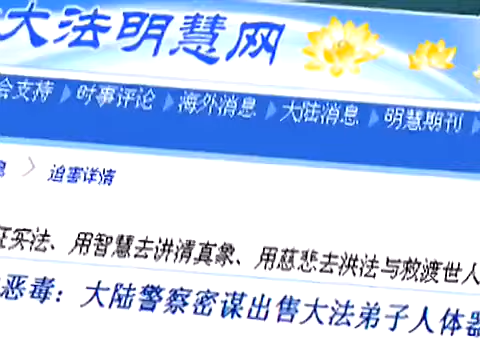 大法明慧网
会支持 时事评论 海外消息 大陆消息 明慧期刊
迫害详情
证实法、用智慧去讲清真象、用慈悲去洪法与救渡世人
恶毒：大陆警察密谋出售大法弟子人体器